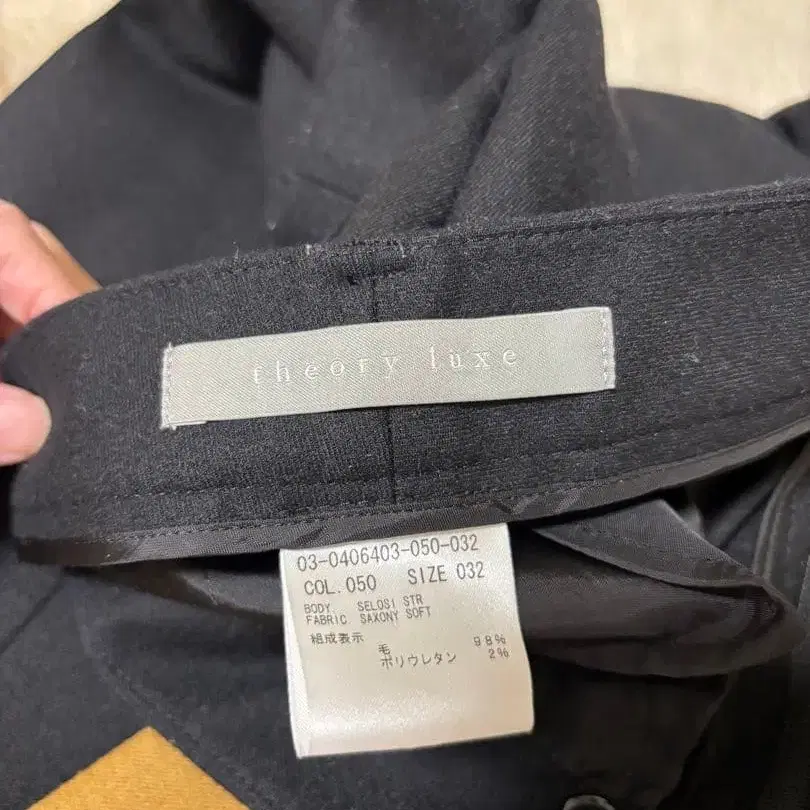 theory luxe
03-0406403-050-032
COL.050 SIZE 032
BODY. SELOSI STR
FABRIC SAXONY SOFT
組成表示
毛 98%
ポリウレタン 2%